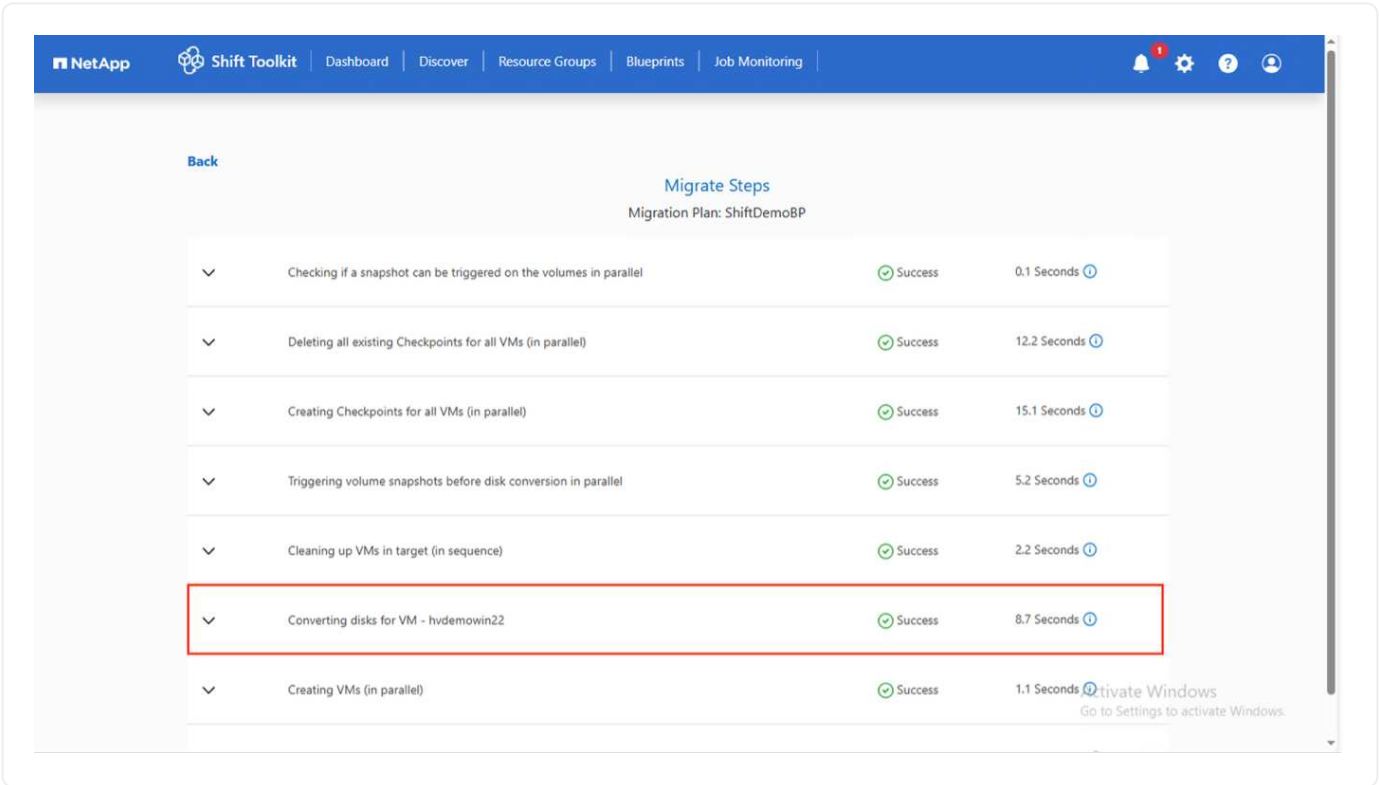 NetApp Shift Toolkit Dashboard Discover Resource Groups Blueprints Job Monitoring 1 ?
Back
Migrate Steps
Migration Plan: ShiftDemoBP
Checking if a snapshot can be triggered on the volumes in parallel Success 0.1 Seconds
Deleting all existing Checkpoints for all VMs (in parallel) Success 12.2 Seconds
Creating Checkpoints for all VMs (in parallel) Success 15.1 Seconds
Triggering volume snapshots before disk conversion in parallel Success 5.2 Seconds
Cleaning up VMs in target (in sequence) Success 2.2 Seconds
Converting disks for VM - hvdemowin22 Success 8.7 Seconds
Creating VMs (in parallel) Success 1.1 Seconds
Activate Windows
Go to Settings to activate Windows.